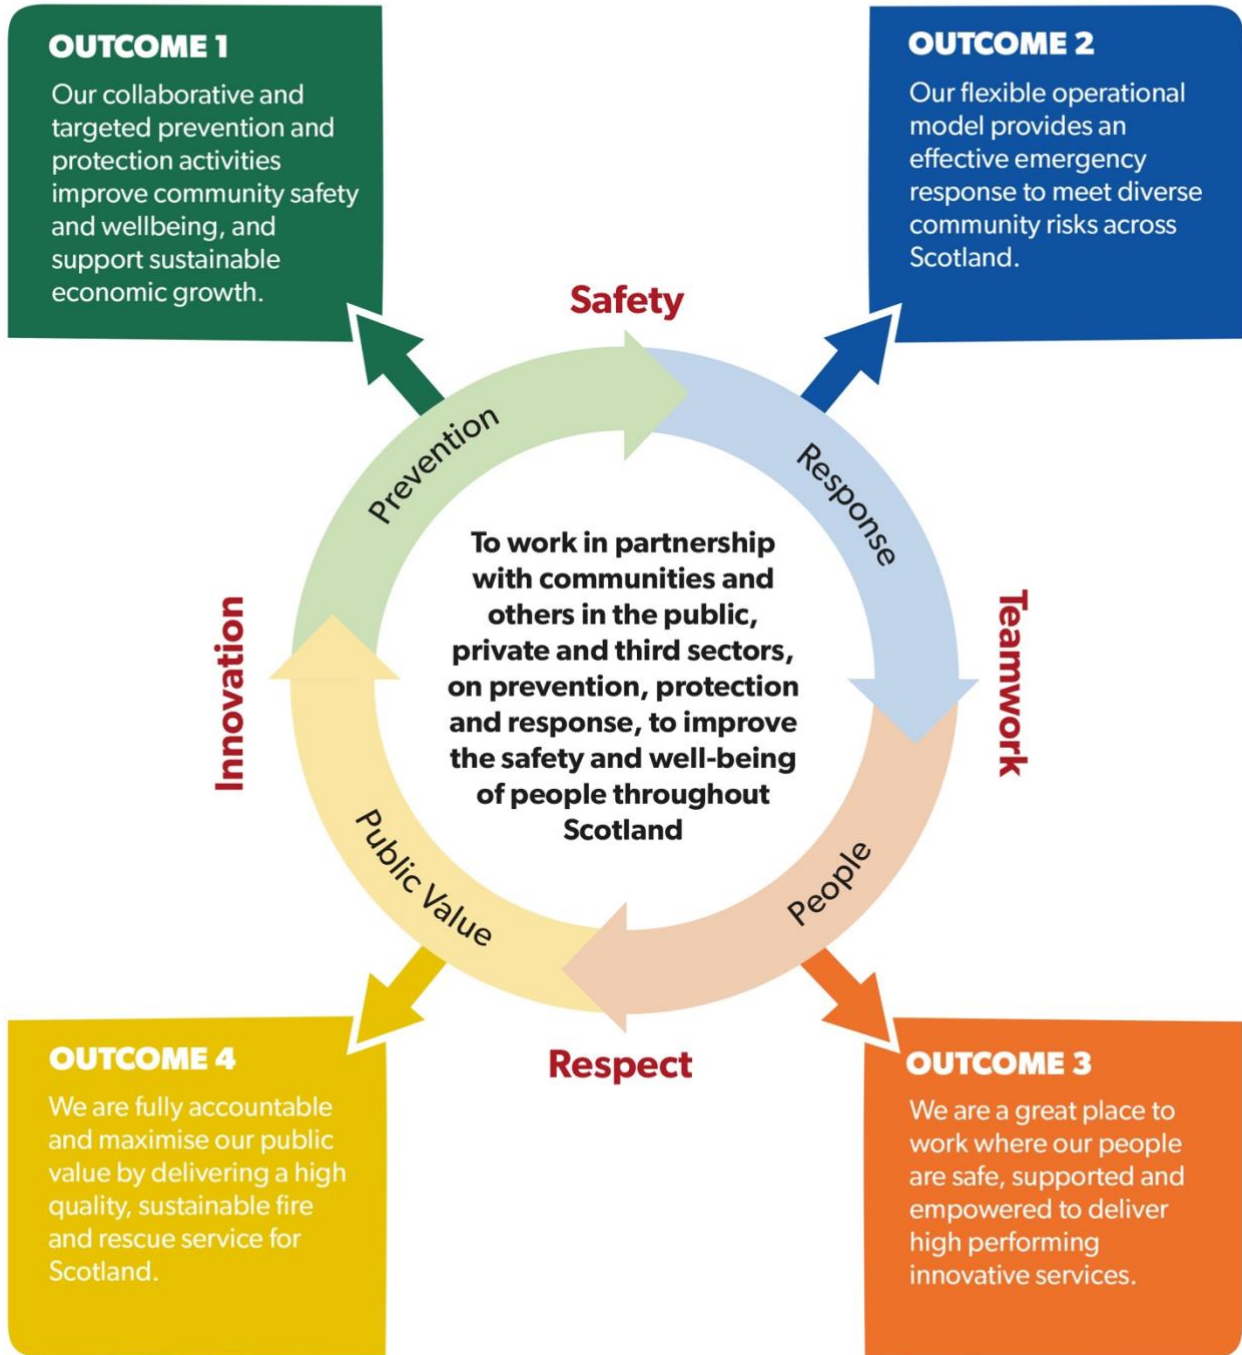 OUTCOME 1
Our collaborative and
targeted prevention and
protection activities
improve community safety
and wellbeing, and
support sustainable
economic growth.
OUTCOME 2
Our flexible operational
model provides an
effective emergency
response to meet diverse
community risks across
Scotland.
Safety
Prevention
Response
Innovation
To work in partnership
with communities and
others in the public,
private and third sectors,
on prevention, protection
and response, to improve
the safety and well-being
of people throughout
Scotland
Teamwork
Public Value
People
Respect
OUTCOME 4
We are fully accountable
and maximise our public
value by delivering a high
quality, sustainable fire
and rescue service for
Scotland.
OUTCOME 3
We are a great place to
work where our people
are safe, supported and
empowered to deliver
high performing
innovative services.